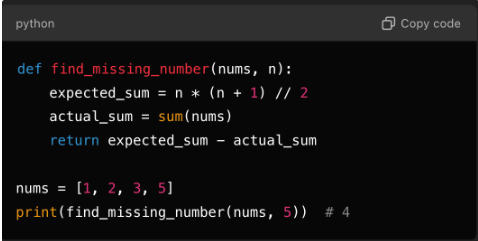 python Copy code
def find_missing_number(nums, n):
    expected_sum = n * (n + 1) // 2
    actual_sum = sum(nums)
    return expected_sum − actual_sum

nums = [1, 2, 3, 5]
print(find_missing_number(nums, 5))  # 4